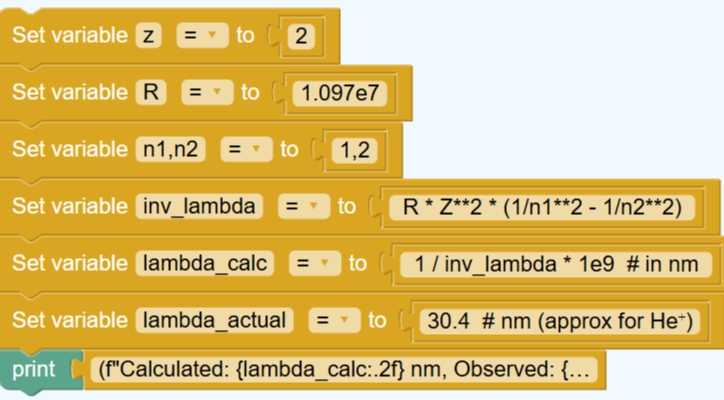 Set variable z = to 2
Set variable R = to 1.097e7
Set variable n1,n2 = to 1,2
Set variable inv_lambda = to R * Z**2 * (1/n1**2 - 1/n2**2)
Set variable lambda_calc = to 1 / inv_lambda * 1e9 # in nm
Set variable lambda_actual = to 30.4 # nm (approx for He⁺)
print (f"Calculated: {lambda_calc:.2f} nm, Observed: {...